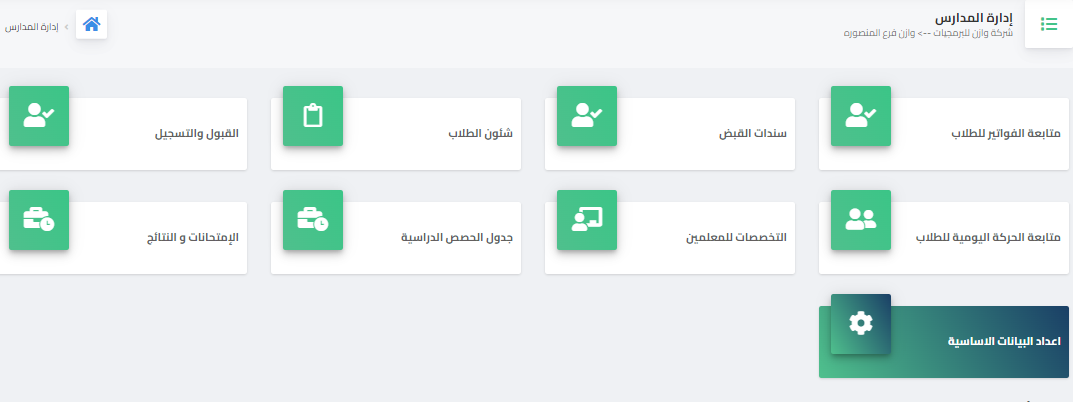 إدارة المدارس
شركة وازن للبرمجيات --> وازن فرع المنصوره
إدارة المدارس
متابعة الفواتير للطلاب
سندات القبض
شئون الطلاب
القبول والتسجيل
متابعة الحركة اليومية للطلاب
التخصصات للمعلمين
جدول الحصص الدراسية
الإمتحانات و النتائج
اعداد البيانات الاساسية